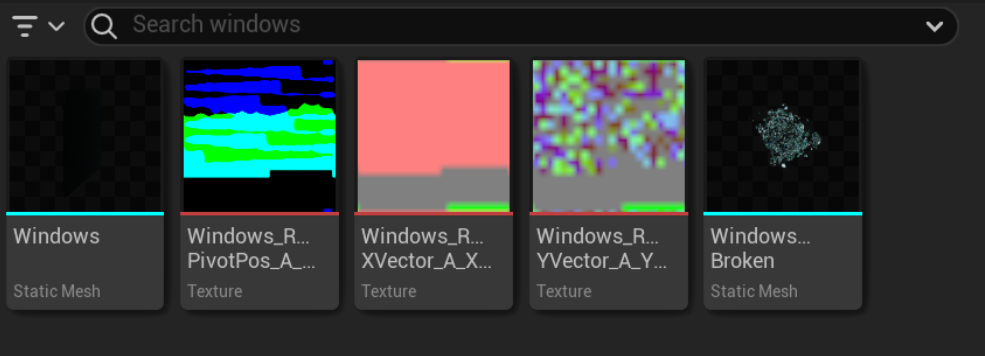 Search windows
Windows
Static Mesh
Windows_R...
PivotPos_A_...
Texture
Windows_R...
XVector_A_X...
Texture
Windows_R...
YVector_A_Y...
Texture
Windows...
Broken
Static Mesh